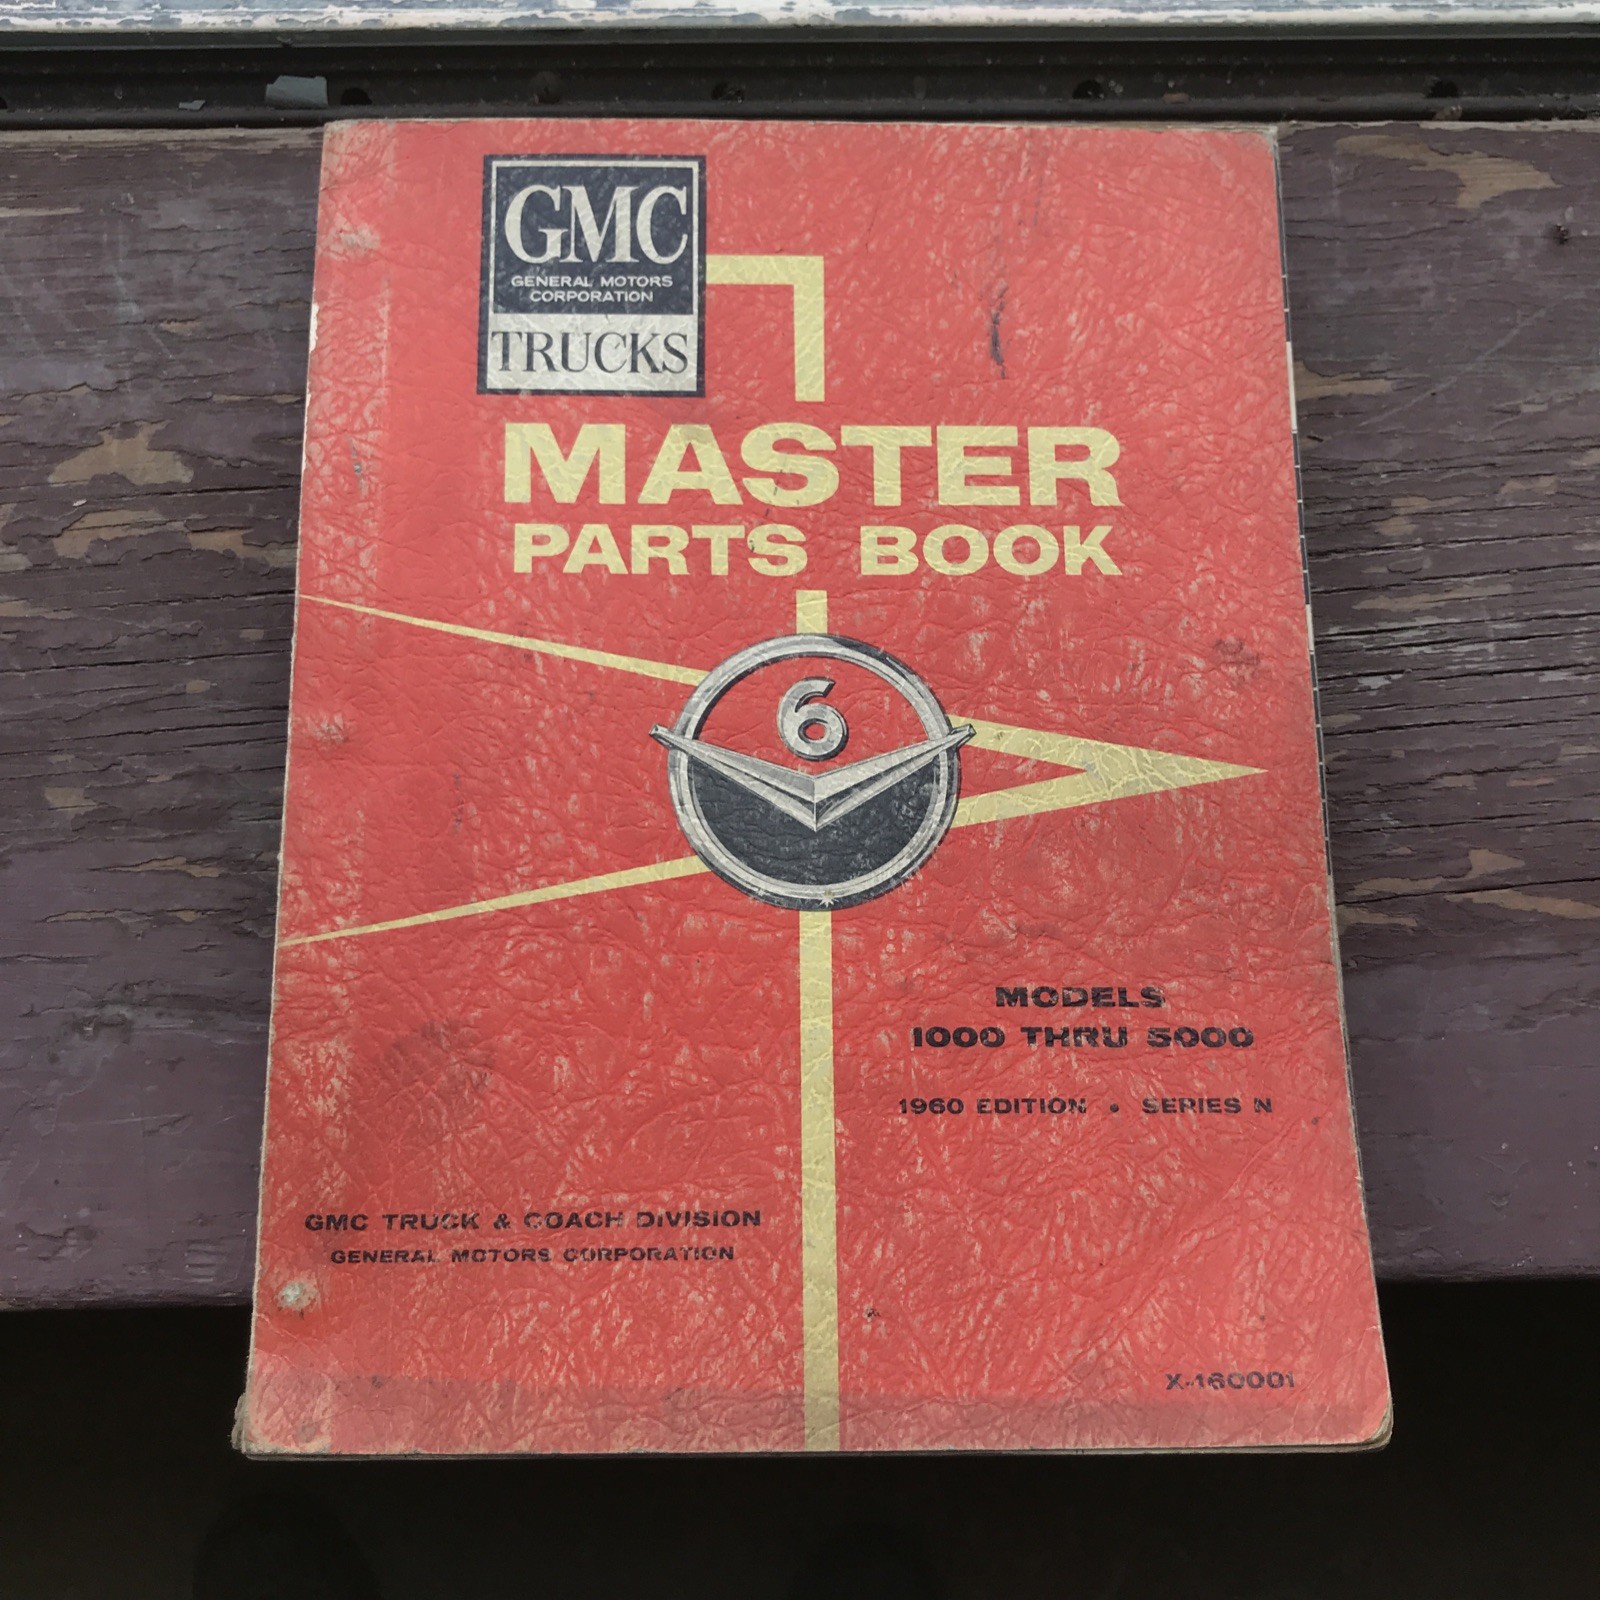 GMC
GENERAL MOTORS
CORPORATION
TRUCKS
MASTER
PARTS BOOK
6
MODELS
1000 THRU 5000
1960 EDITION • SERIES N
GMC TRUCK & COACH DIVISION
GENERAL MOTORS CORPORATION
X-160001